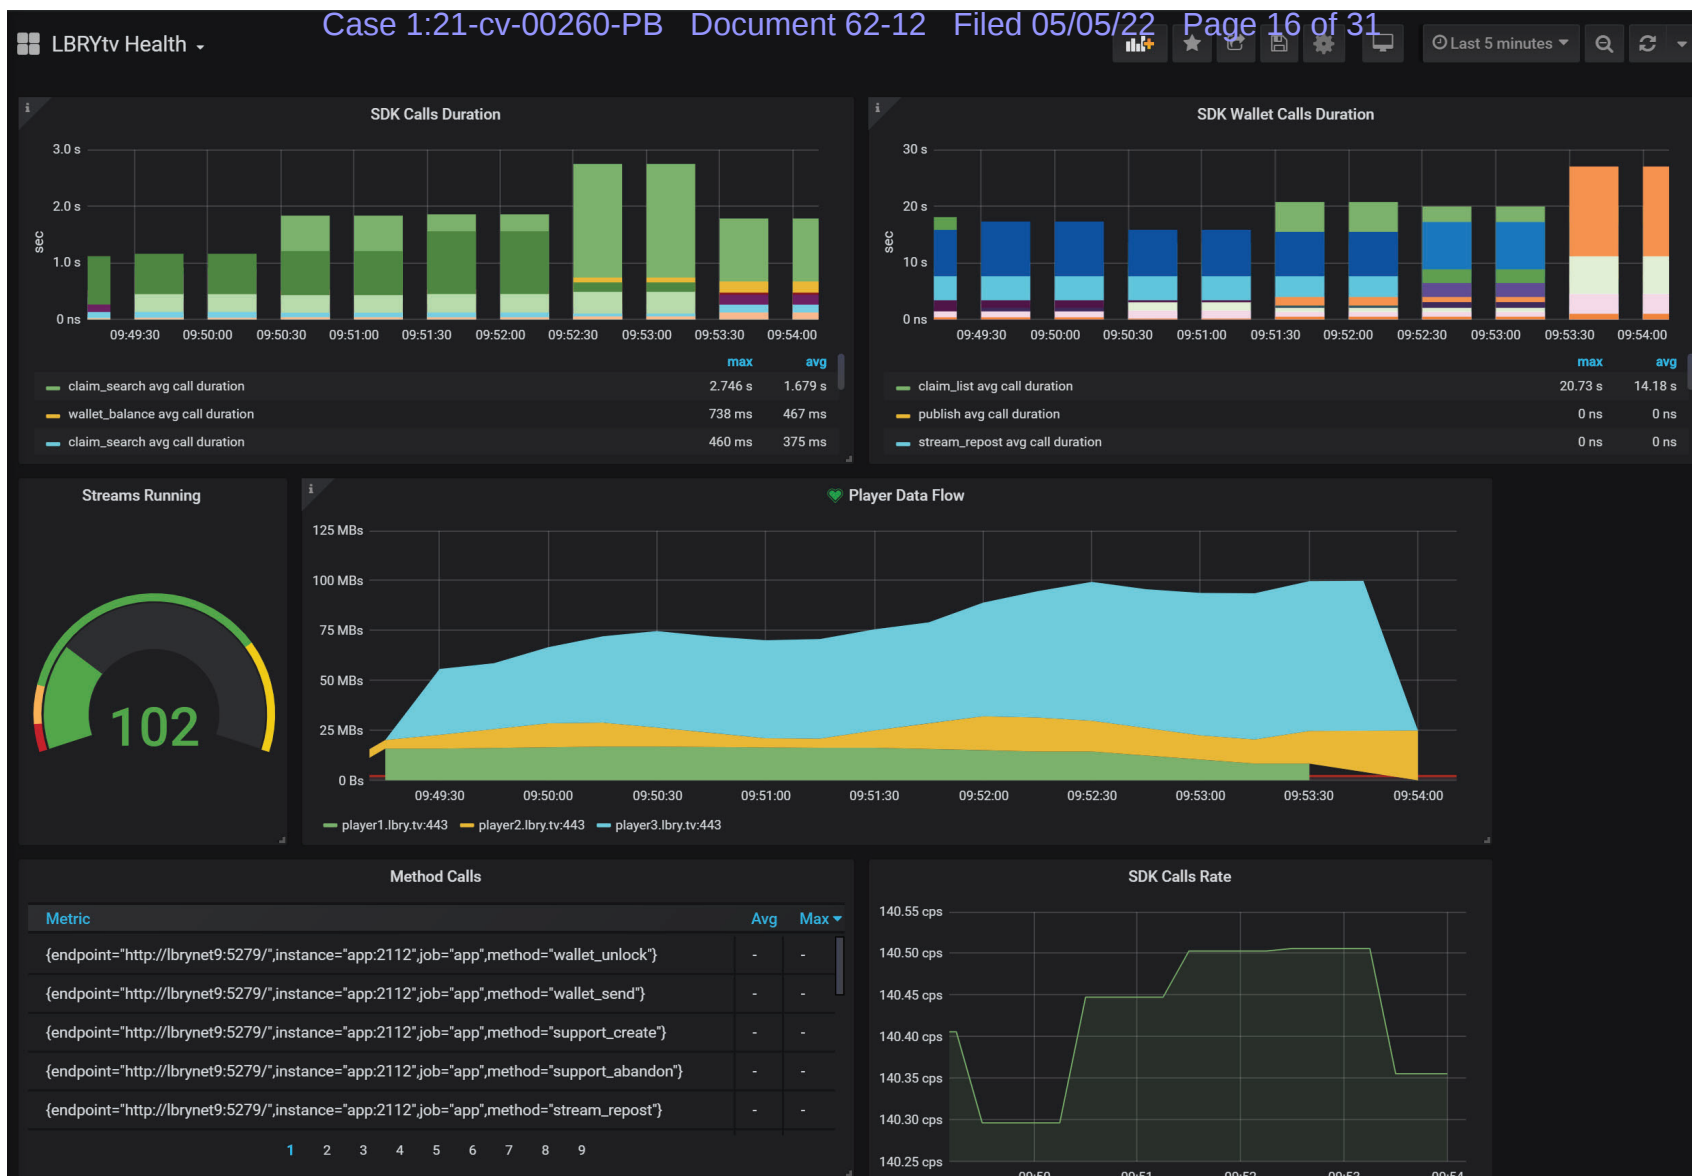 Case 1:21-cv-00260-PB Document 62-12 Filed 05/05/22 Page 16 of 31
LBRYtv Health
Last 5 minutes
SDK Calls Duration
3.0 s
2.0 s
1.0 s
0 ns
sec
09:49:30 09:50:00 09:50:30 09:51:00 09:51:30 09:52:00 09:52:30 09:53:00 09:53:30 09:54:00
max avg
claim_search avg call duration 2.746 s 1.679 s
wallet_balance avg call duration 738 ms 467 ms
claim_search avg call duration 460 ms 375 ms
SDK Wallet Calls Duration
30 s
20 s
10 s
0 ns
sec
09:49:30 09:50:00 09:50:30 09:51:00 09:51:30 09:52:00 09:52:30 09:53:00 09:53:30 09:54:00
max avg
claim_list avg call duration 20.73 s 14.18 s
publish avg call duration 0 ns 0 ns
stream_repost avg call duration 0 ns 0 ns
Streams Running
102
Player Data Flow
125 MBs
100 MBs
75 MBs
50 MBs
25 MBs
0 Bs
09:49:30 09:50:00 09:50:30 09:51:00 09:51:30 09:52:00 09:52:30 09:53:00 09:53:30 09:54:00
player1.lbry.tv:443 player2.lbry.tv:443 player3.lbry.tv:443
Method Calls
Metric Avg Max
{endpoint="http://lbrynet9:5279/",instance="app:2112",job="app",method="wallet_unlock"} - -
{endpoint="http://lbrynet9:5279/",instance="app:2112",job="app",method="wallet_send"} - -
{endpoint="http://lbrynet9:5279/",instance="app:2112",job="app",method="support_create"} - -
{endpoint="http://lbrynet9:5279/",instance="app:2112",job="app",method="support_abandon"} - -
{endpoint="http://lbrynet9:5279/",instance="app:2112",job="app",method="stream_repost"} - -
1 2 3 4 5 6 7 8 9
SDK Calls Rate
140.55 cps
140.50 cps
140.45 cps
140.40 cps
140.35 cps
140.30 cps
140.25 cps
09:50 09:51 09:52 09:53 09:54